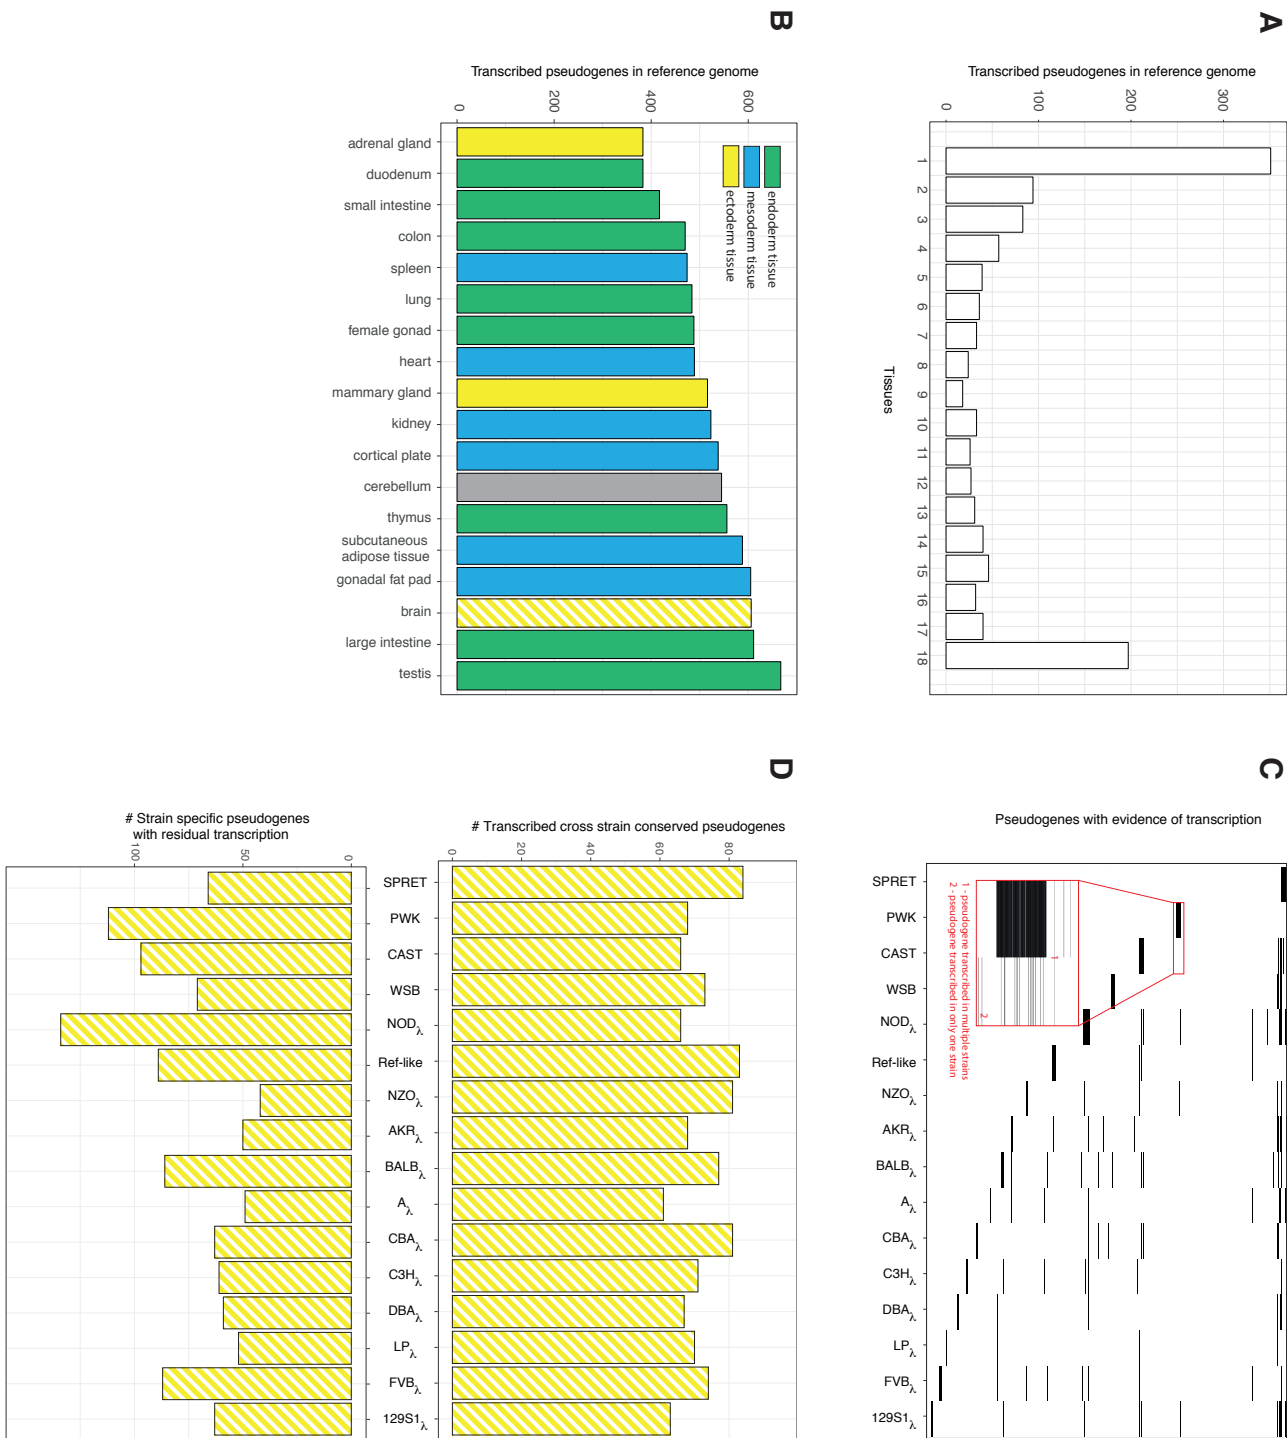 A
Transcribed pseudogenes in reference genome
0
100
200
300
1
2
3
4
5
6
7
8
9
10
11
12
13
14
15
16
17
18
Tissues
B
Transcribed pseudogenes in reference genome
0
200
400
600
endoderm tissue
mesoderm tissue
ectoderm tissue
adrenal gland
duodenum
small intestine
colon
spleen
lung
female gonad
heart
mammary gland
kidney
cortical plate
cerebellum
thymus
subcutaneous
adipose tissue
gonadal fat pad
brain
large intestine
testis
C
Pseudogenes with evidence of transcription
1
2
1 - pseudogene transcribed in multiple strains
2 - pseudogene transcribed in only one strain
SPRET
PWK
CAST
WSB
NODλ
Ref-like
NZOλ
AKRλ
BALBλ
Aλ
CBAλ
C3Hλ
DBAλ
LPλ
FVBλ
129S1λ
D
# Transcribed cross strain conserved pseudogenes
0
20
40
60
80
SPRET
PWK
CAST
WSB
NODλ
Ref-like
NZOλ
AKRλ
BALBλ
Aλ
CBAλ
C3Hλ
DBAλ
LPλ
FVBλ
129S1λ
# Strain specific pseudogenes
with residual transcription
0
50
100